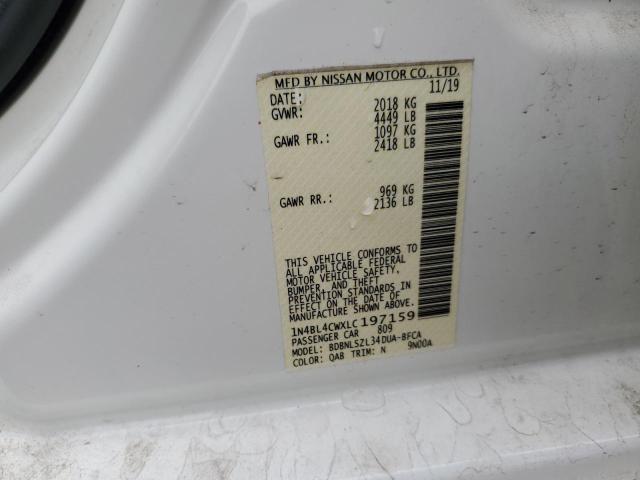 MFD BY NISSAN MOTOR CO., LTD.
DATE: 11/19
GVWR: 2018 KG
4449 LB
GAWR FR.: 1097 KG
2418 LB
GAWR RR.: 969 KG
2136 LB
THIS VEHICLE CONFORMS TO
ALL APPLICABLE FEDERAL
MOTOR VEHICLE SAFETY,
BUMPER, AND THEFT
PREVENTION STANDARDS IN
EFFECT ON THE DATE OF
MANUFACTURE SHOWN ABOVE.
1N4BL4CWXLC197159
PASSENGER CAR 809
MODEL: BDBNLSZL34DUA-BFCA
COLOR: QAB TRIM: N 9N00A